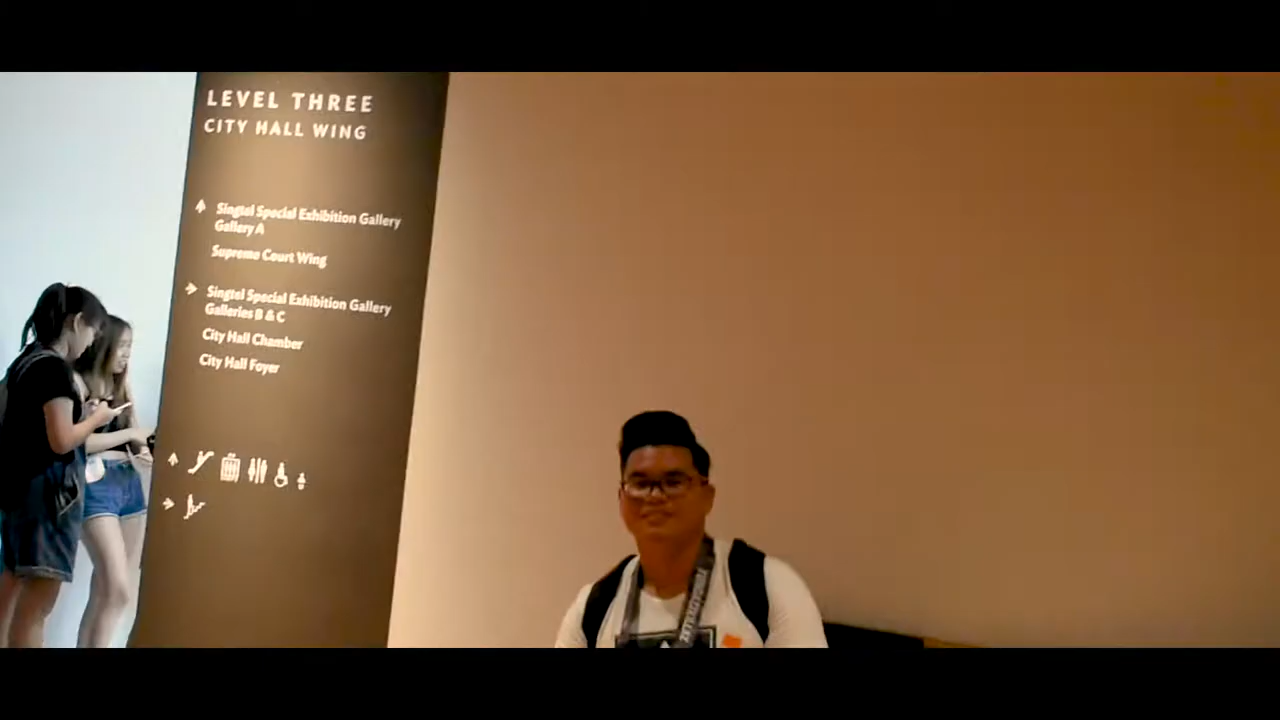 LEVEL THREE
CITY HALL WING
Singtel Special Exhibition Gallery
Gallery A
Supreme Court Wing
Singtel Special Exhibition Gallery
Galleries B & C
City Hall Chamber
City Hall Foyer